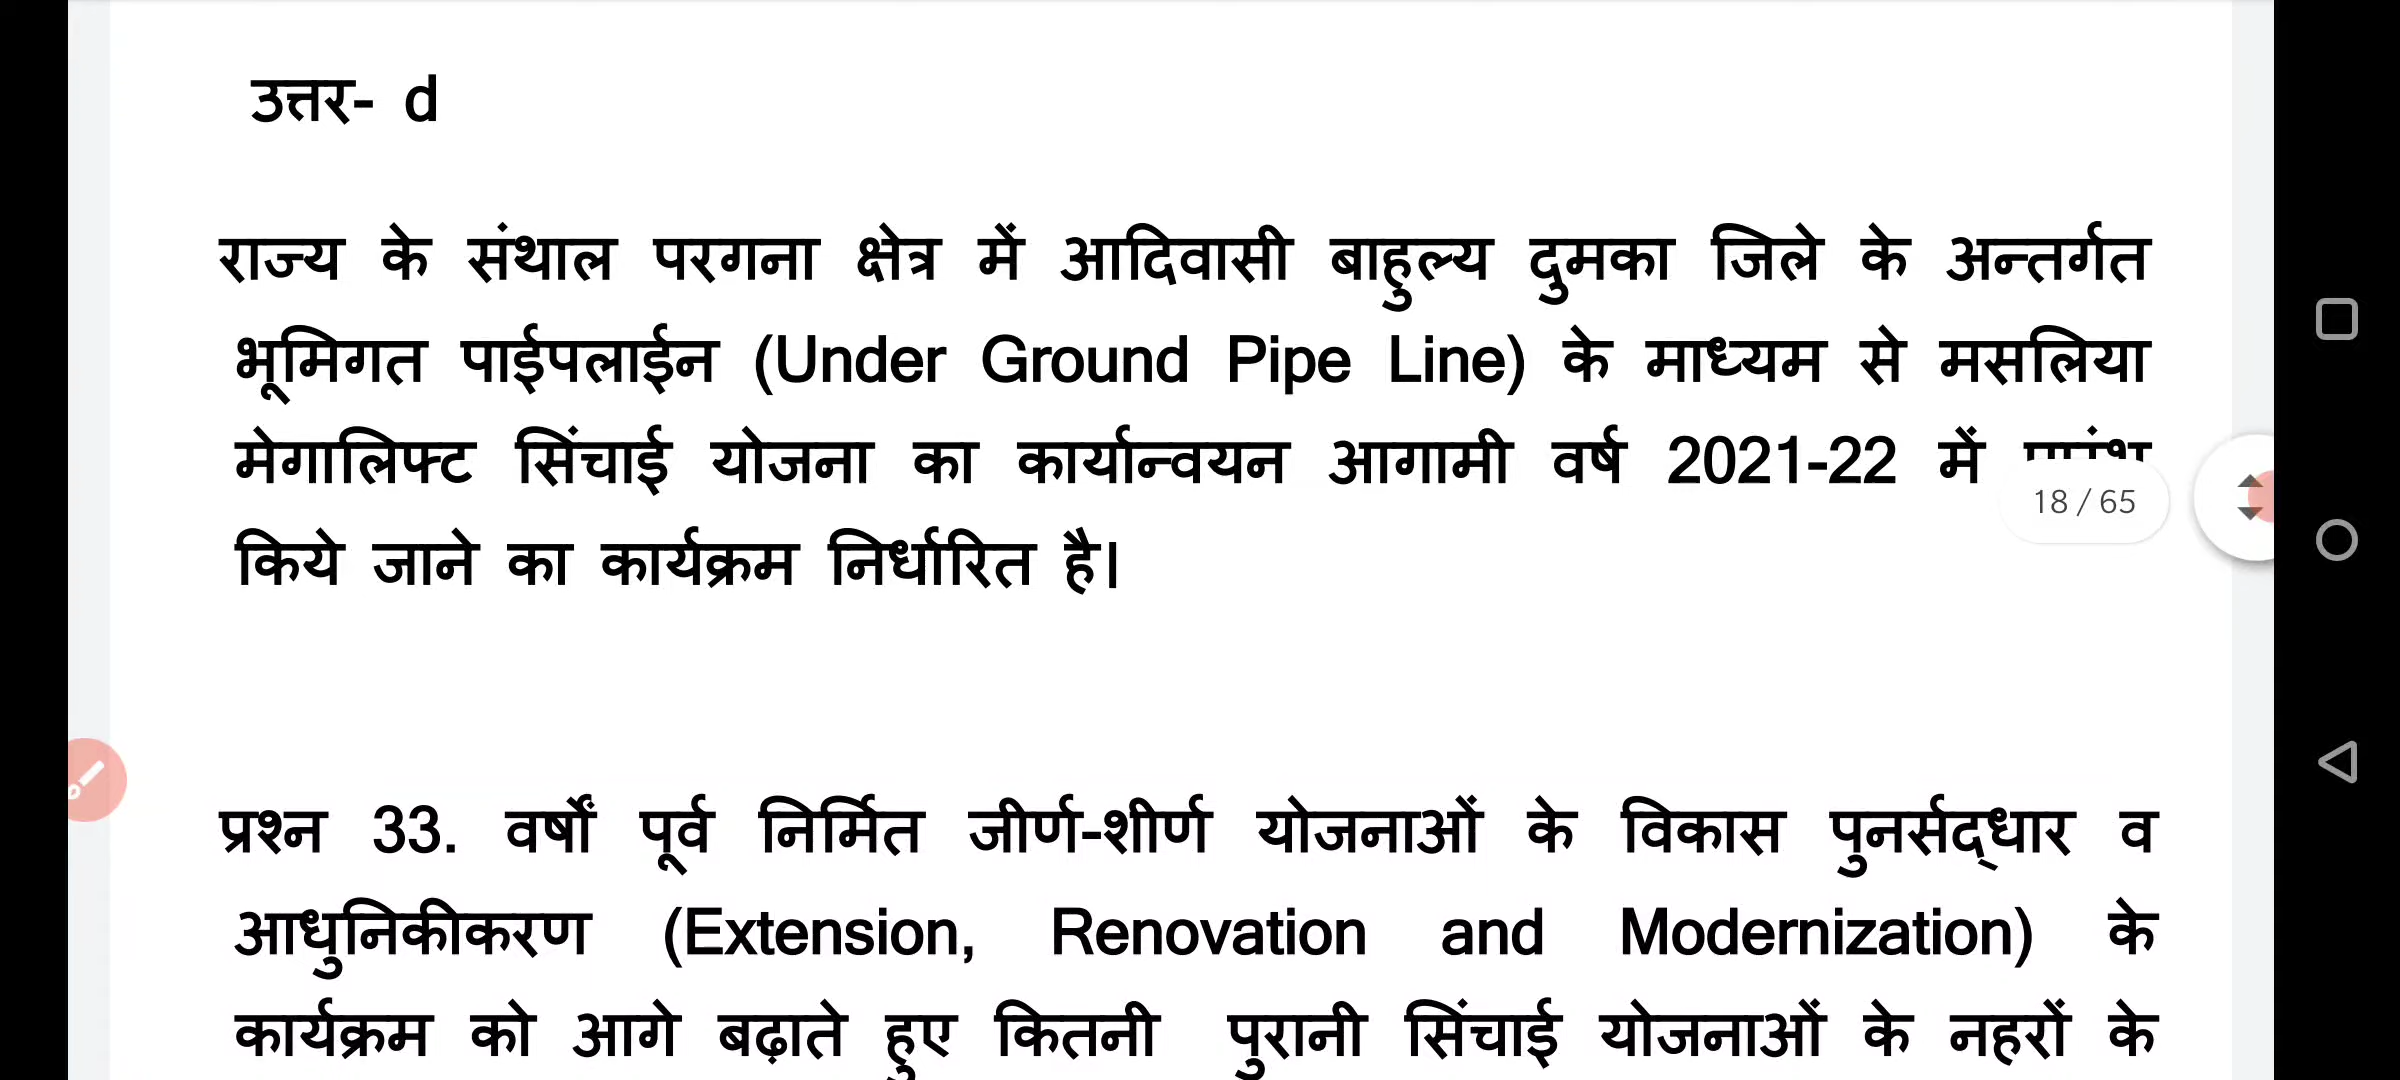 उत्तर- d
राज्य के संथाल परगना क्षेत्र में आदिवासी बाहुल्य दुमका जिले के अन्तर्गत
भूमिगत पाईपलाईन (Under Ground Pipe Line) के माध्यम से मसलिया
मेगालिफ्ट सिंचाई योजना का कार्यान्वयन आगामी वर्ष 2021-22 में
18 / 65
किये जाने का कार्यक्रम निर्धारित है।
प्रश्न 33. वर्षों पूर्व निर्मित जीर्ण-शीर्ण योजनाओं के विकास पुनर्सद्धार व
आधुनिकीकरण (Extension, Renovation and Modernization) के
कार्यक्रम को आगे बढ़ाते हुए कितनी पुरानी सिंचाई योजनाओं के नहरों के